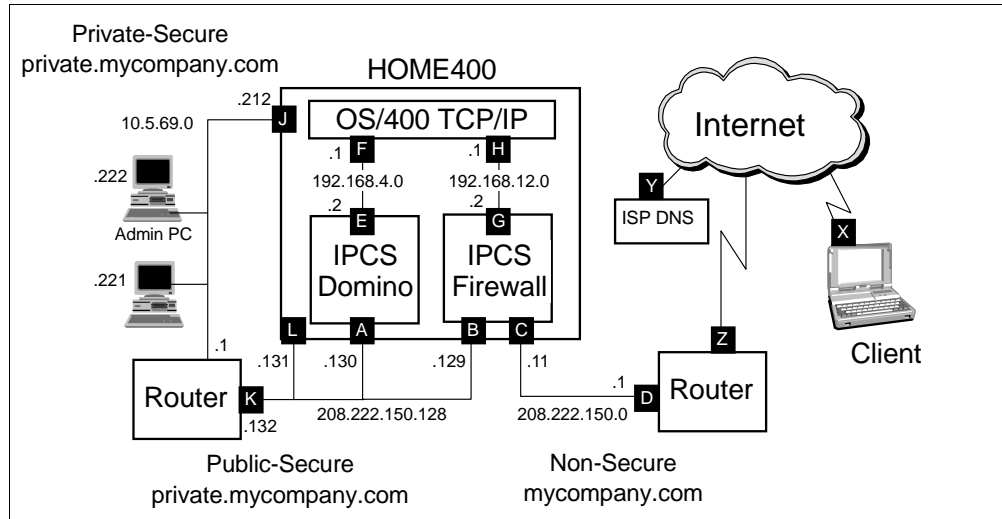 Private-Secure
private.mycompany.com
HOME400
.212
J
OS/400 TCP/IP
10.5.69.0
F
H
.1
.1
Internet
.222
192.168.4.0
192.168.12.0
Y
.2
E
.2
G
ISP DNS
X
Admin PC
IPCS
Domino
IPCS
Firewall
.221
L
A
B
C
Z
Client
.1
.131
.130
.129
.11
Router
K
.1
D
Router
208.222.150.128
208.222.150.0
.132
Public-Secure
private.mycompany.com
Non-Secure
mycompany.com